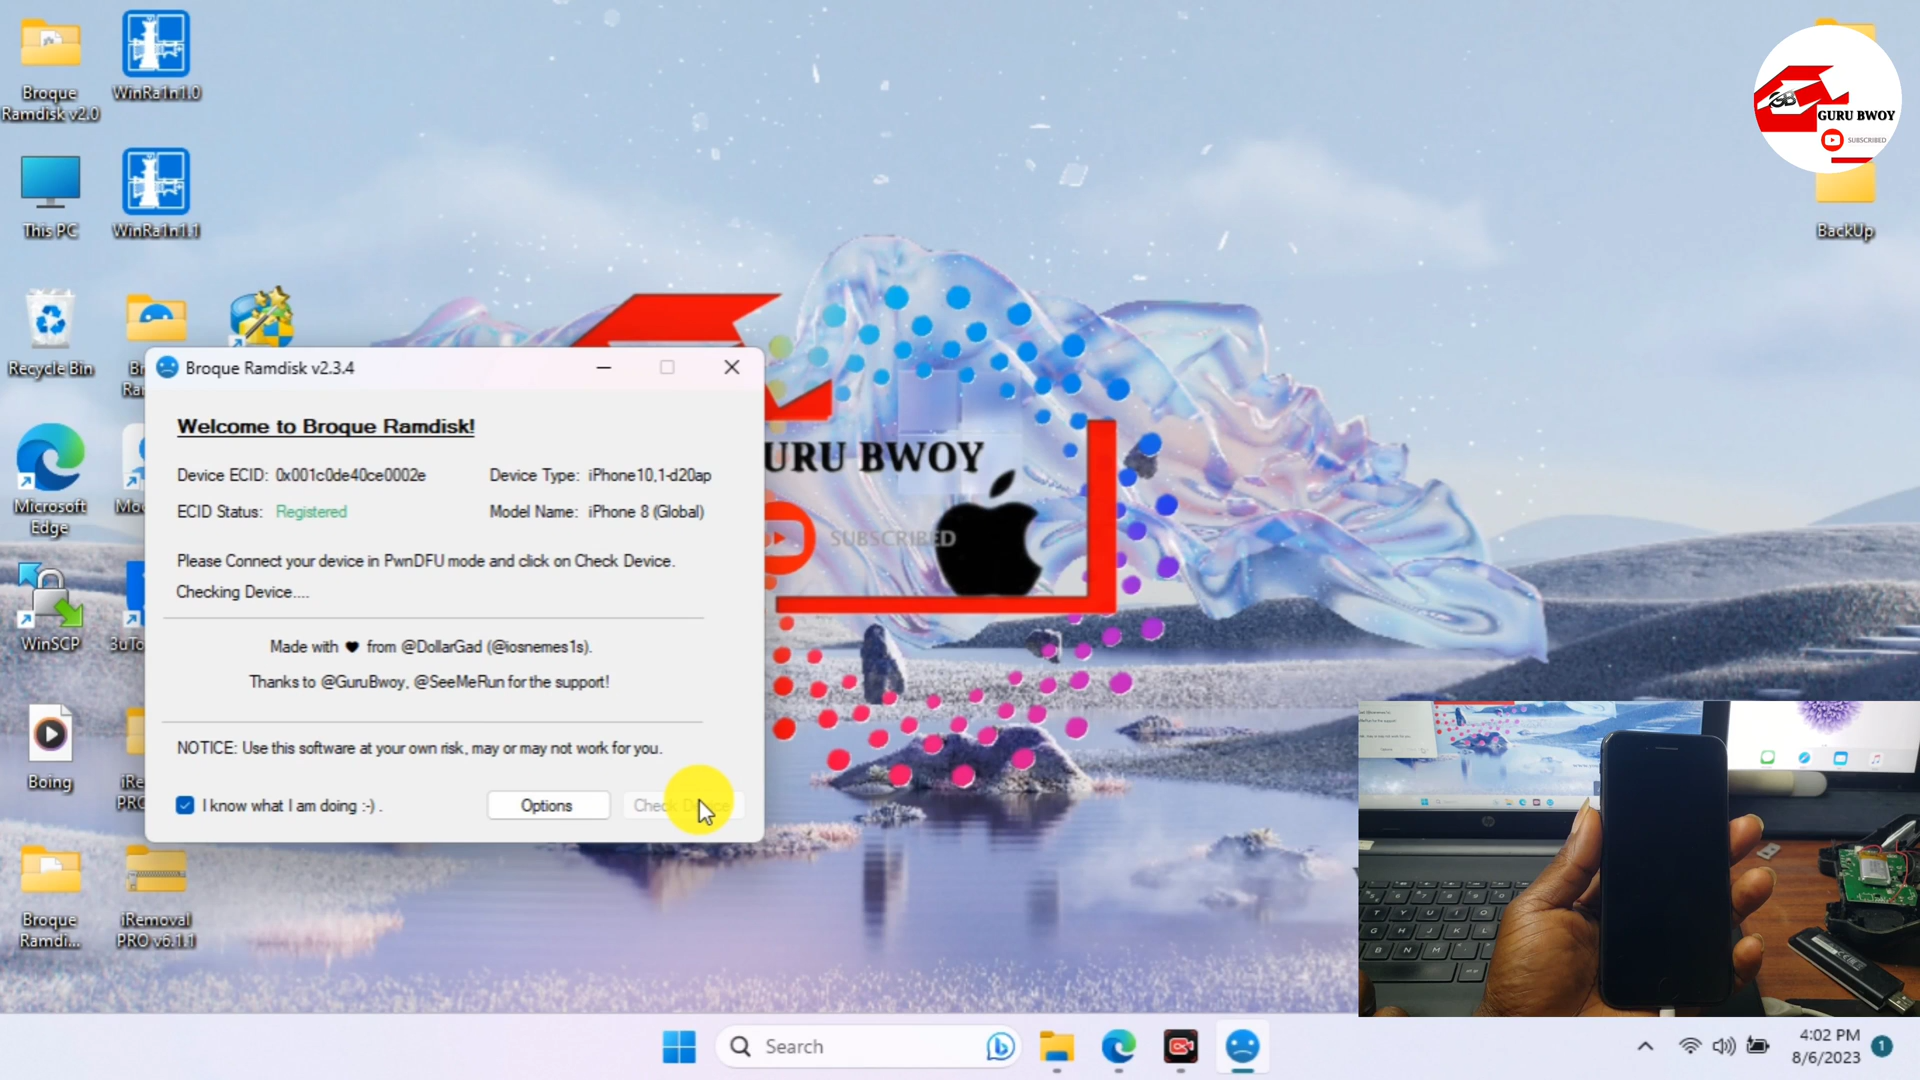 Broque
Ramdisk v2.0
WinRa1n1.0
This PC
WinRa1n1.1
Recycle Bin
Microsoft
Edge
WinSCP
Boing
Broque
Ramdi...
iRemoval
PRO v6.1.1
Broque Ramdisk v2.3.4
Welcome to Broque Ramdisk!
Device ECID: 0x001c0de40ce0002e
Device Type: iPhone10,1-d20ap
ECID Status: Registered
Model Name: iPhone 8 (Global)
Please Connect your device in PwnDFU mode and click on Check Device.
Checking Device....
Made with ♥ from @DollarGad (@iosnemes1s).
Thanks to @GuruBwoy, @SeeMeRun for the support!
NOTICE: Use this software at your own risk, may or may not work for you.
I know what I am doing :-) .
Options
URU BWOY
SUBSCRIBED
GB
GURU BWOY
SUBSCRIBED
BackUp
Search
4:02 PM
8/6/2023
1